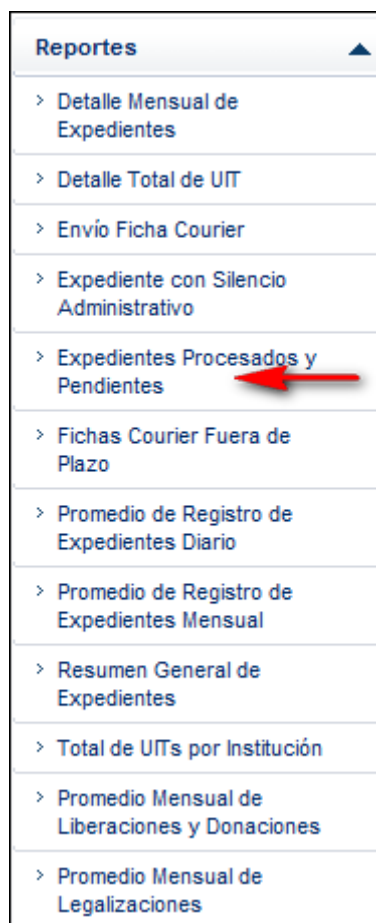 Reportes
Detalle Mensual de
Expedientes
Detalle Total de UIT
Envío Ficha Courier
Expediente con Silencio
Administrativo
Expedientes Procesados y
Pendientes
Fichas Courier Fuera de
Plazo
Promedio de Registro de
Expedientes Diario
Promedio de Registro de
Expedientes Mensual
Resumen General de
Expedientes
Total de UITs por Institución
Promedio Mensual de
Liberaciones y Donaciones
Promedio Mensual de
Legalizaciones